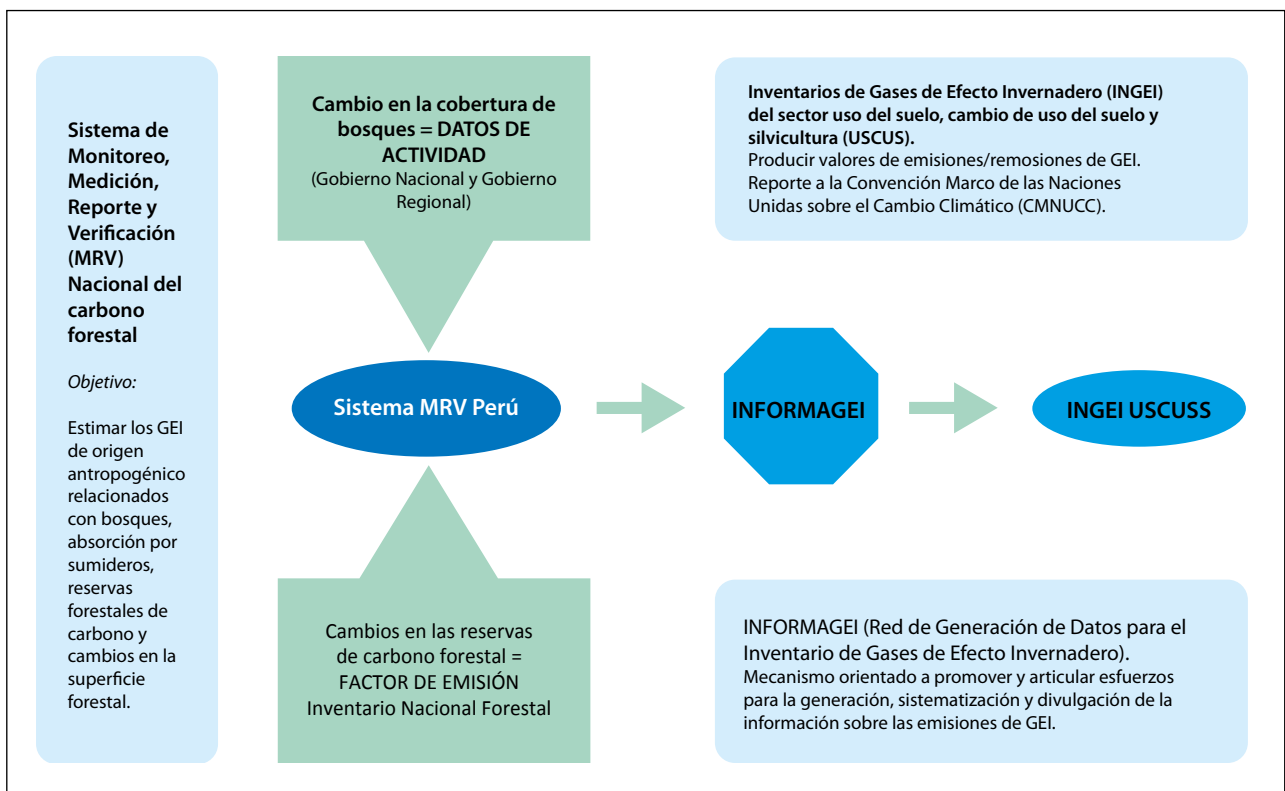 Sistema de
Monitoreo,
Medición,
Reporte y
Verificación
(MRV)
Nacional del
carbono
forestal
Objetivo:
Estimar los GEI
de origen
antropogénico
relacionados
con bosques,
absorción por
sumideros,
reservas
forestales de
carbono y
cambios en la
superficie
forestal.
Cambio en la cobertura de
bosques = DATOS DE
ACTIVIDAD
(Gobierno Nacional y Gobierno
Regional)
Sistema MRV Perú
Cambios en las reservas
de carbono forestal =
FACTOR DE EMISIÓN
Inventario Nacional Forestal
Inventarios de Gases de Efecto Invernadero (INGEI)
del sector uso del suelo, cambio de uso del suelo y
silvicultura (USCUS).
Producir valores de emisiones/remosiones de GEI.
Reporte a la Convención Marco de las Naciones
Unidas sobre el Cambio Climático (CMNUCC).
INFORMAGEI
INGEI USCUSS
INFORMAGEI (Red de Generación de Datos para el
Inventario de Gases de Efecto Invernadero).
Mecanismo orientado a promover y articular esfuerzos
para la generación, sistematización y divulgación de la
información sobre las emisiones de GEI.